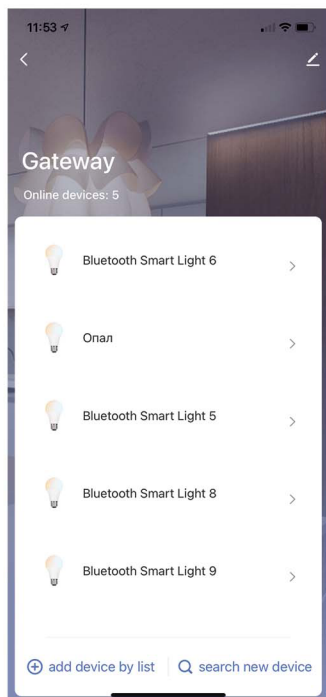 11:53
Gateway
Online devices: 5
Bluetooth Smart Light 6
Опал
Bluetooth Smart Light 5
Bluetooth Smart Light 8
Bluetooth Smart Light 9
add device by list
search new device